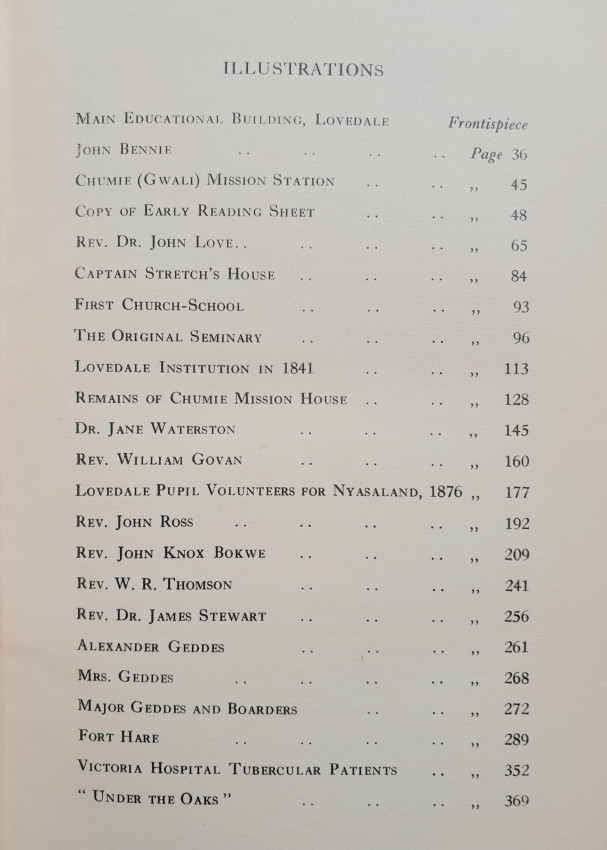 ILLUSTRATIONS
MAIN EDUCATIONAL BUILDING, LOVEDALE Frontispiece
JOHN BENNIE .. .. .. .. Page 36
CHUMIE (GWALI) MISSION STATION .. .. ,, 45
COPY OF EARLY READING SHEET .. .. ,, 48
REV. DR. JOHN LOVE.. .. .. .. ,, 65
CAPTAIN STRETCH'S HOUSE .. .. .. ,, 84
FIRST CHURCH-SCHOOL .. .. .. ,, 93
THE ORIGINAL SEMINARY .. .. .. ,, 96
LOVEDALE INSTITUTION IN 1841 .. .. ,, 113
REMAINS OF CHUMIE MISSION HOUSE .. .. ,, 128
DR. JANE WATERSTON .. .. .. ,, 145
REV. WILLIAM GOVAN .. .. .. ,, 160
LOVEDALE PUPIL VOLUNTEERS FOR NYASALAND, 1876 ,, 177
REV. JOHN ROSS .. .. .. .. ,, 192
REV. JOHN KNOX BOKWE .. .. .. ,, 209
REV. W. R. THOMSON .. .. .. ,, 241
REV. DR. JAMES STEWART .. .. .. ,, 256
ALEXANDER GEDDES .. .. .. ,, 261
MRS. GEDDES .. .. .. .. ,, 268
MAJOR GEDDES AND BOARDERS .. .. ,, 272
FORT HARE .. .. .. .. ,, 289
VICTORIA HOSPITAL TUBERCULAR PATIENTS .. ,, 352
" UNDER THE OAKS " .. .. .. ,, 369